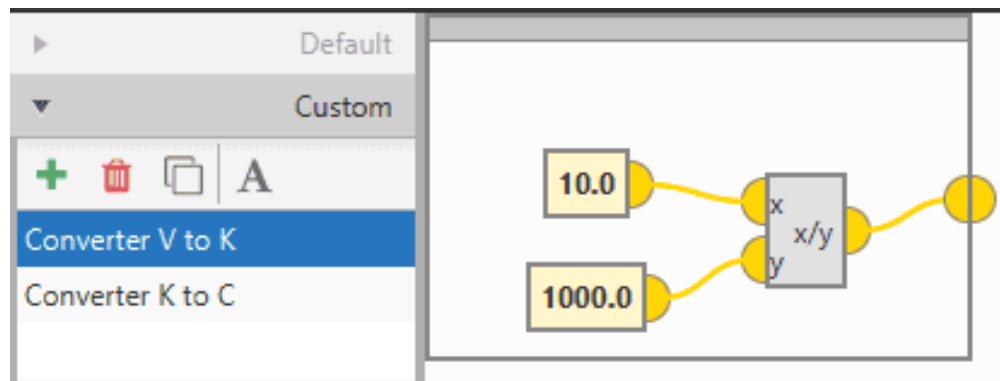 Default
Custom
A
Converter V to K
Converter K to C
10.0
1000.0
x
x/y
y